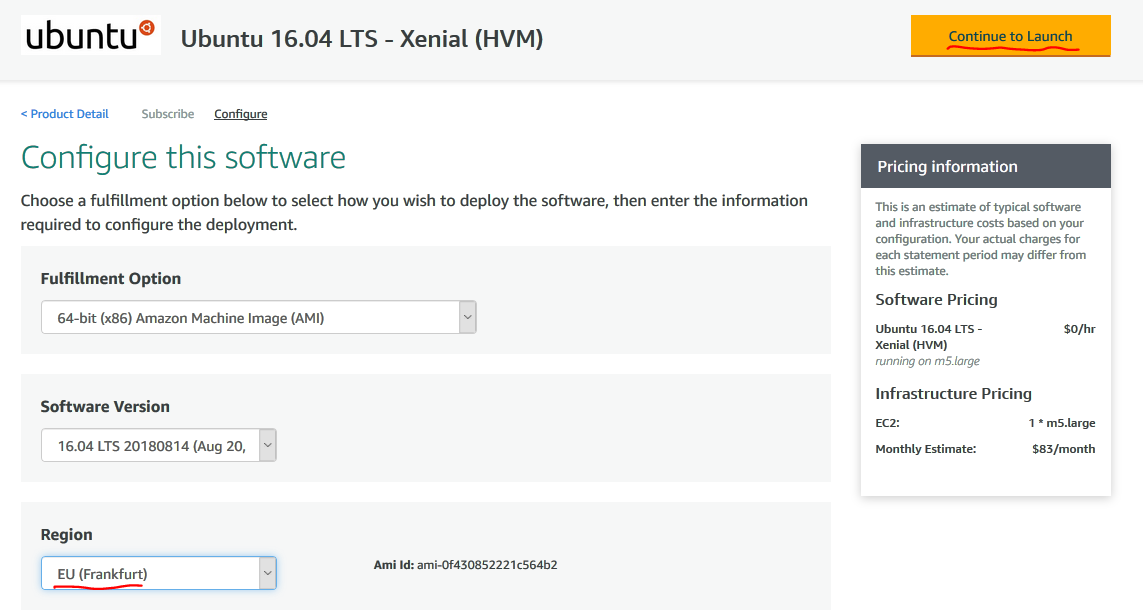 ubuntu
Ubuntu 16.04 LTS - Xenial (HVM)
Continue to Launch
< Product Detail
Subscribe
Configure
Configure this software
Choose a fulfillment option below to select how you wish to deploy the software, then enter the information
required to configure the deployment.
Fulfillment Option
64-bit (x86) Amazon Machine Image (AMI)
Software Version
16.04 LTS 20180814 (Aug 20,
Region
EU (Frankfurt)
Ami Id: ami-0f430852221c564b2
Pricing information
This is an estimate of typical software
and infrastructure costs based on your
configuration. Your actual charges for
each statement period may differ from
this estimate.
Software Pricing
Ubuntu 16.04 LTS - $0/hr
Xenial (HVM)
running on m5.large
Infrastructure Pricing
EC2: 1 * m5.large
Monthly Estimate: $83/month